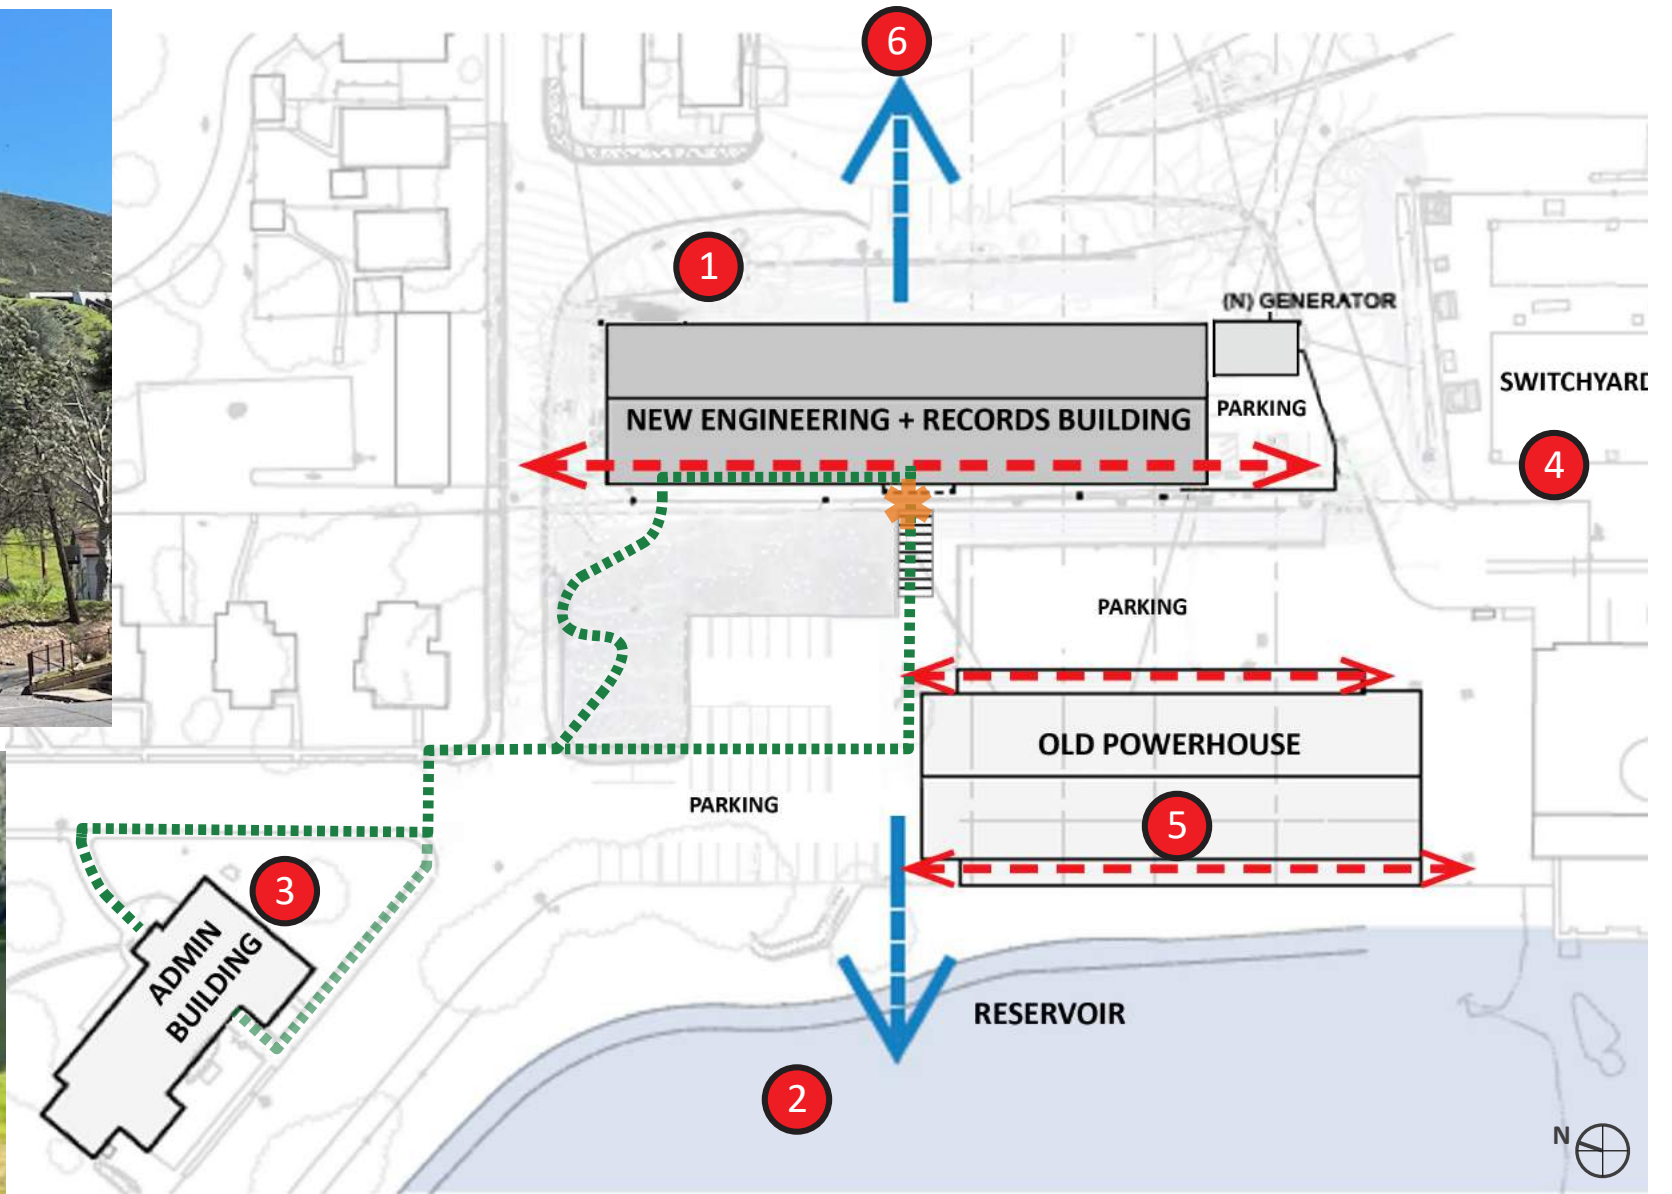 6
1
(N) GENERATOR
SWITCHYARD
PARKING
NEW ENGINEERING + RECORDS BUILDING
4
PARKING
OLD POWERHOUSE
PARKING
5
3
ADMIN
BUILDING
RESERVOIR
2
N